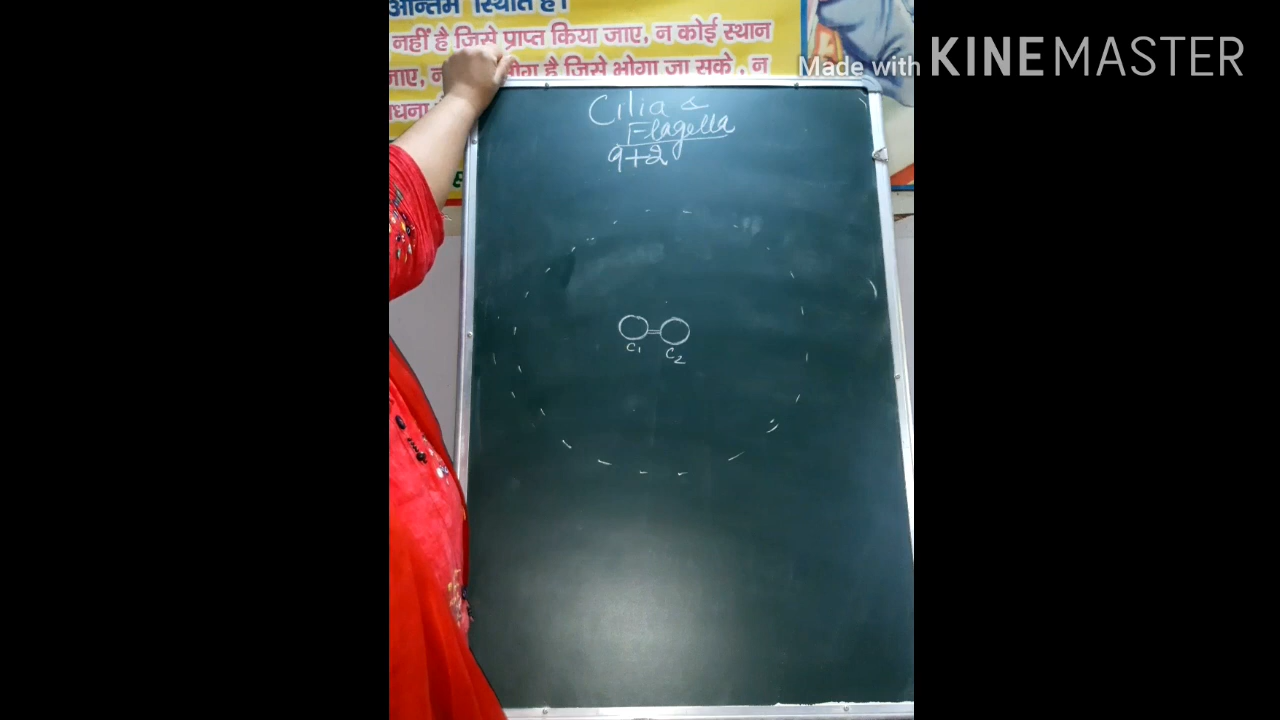 अन्तिम स्थिति है।
नहीं है जिसे प्राप्त किया जाए, न कोई स्थान
जाए, न भोग है जिसे भोगा जा सके, न
Made with KINEMASTER
Cilia &
Flagella
9+2
C1 C2